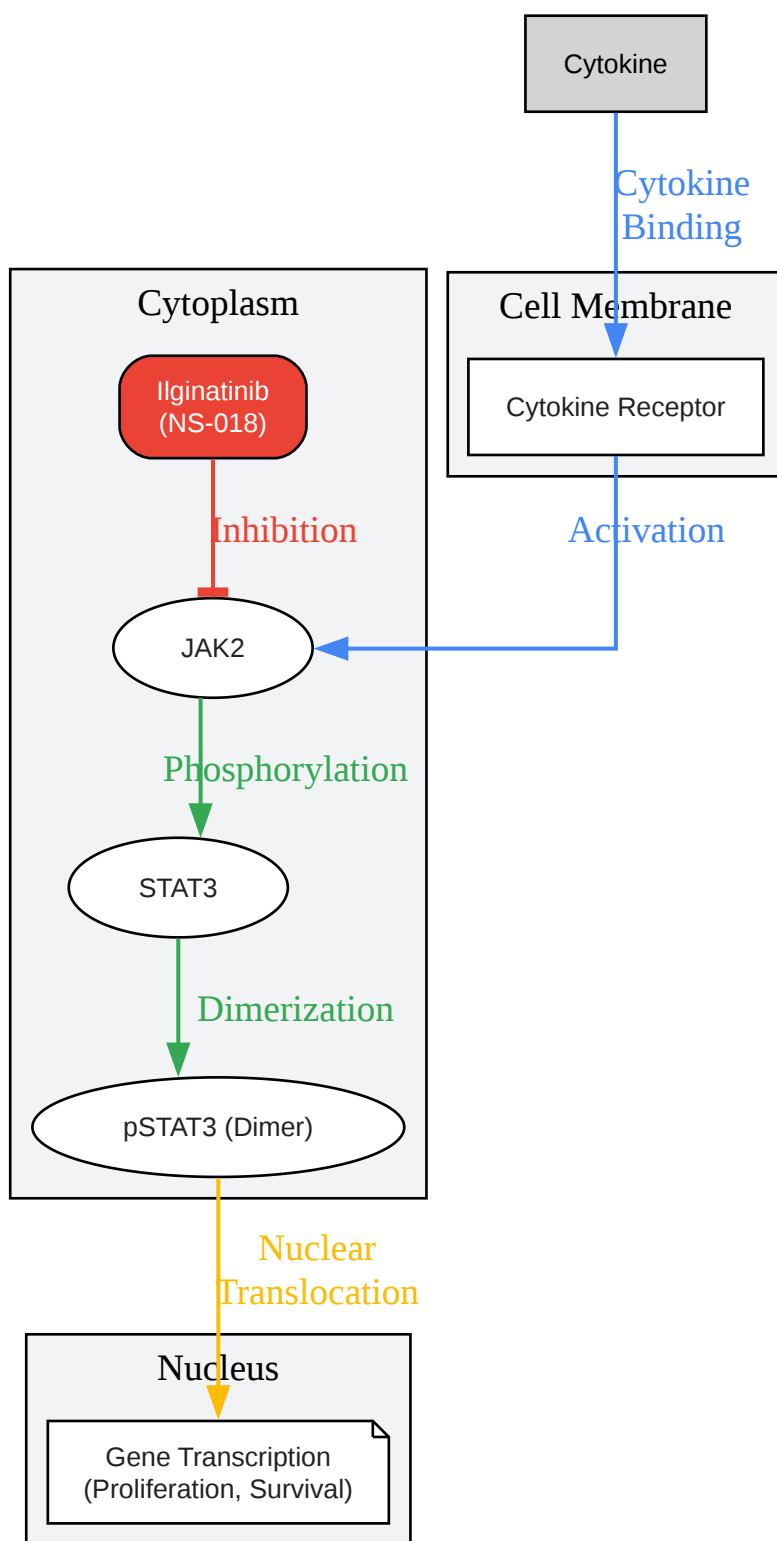 Cytokine
Cytokine
Binding
Cytoplasm
Cell Membrane
Ilginatinib
(NS-018)
Cytokine Receptor
Inhibition
Activation
JAK2
Phosphorylation
STAT3
Dimerization
pSTAT3 (Dimer)
Nuclear
Translocation
Nucleus
Gene Transcription
(Proliferation, Survival)